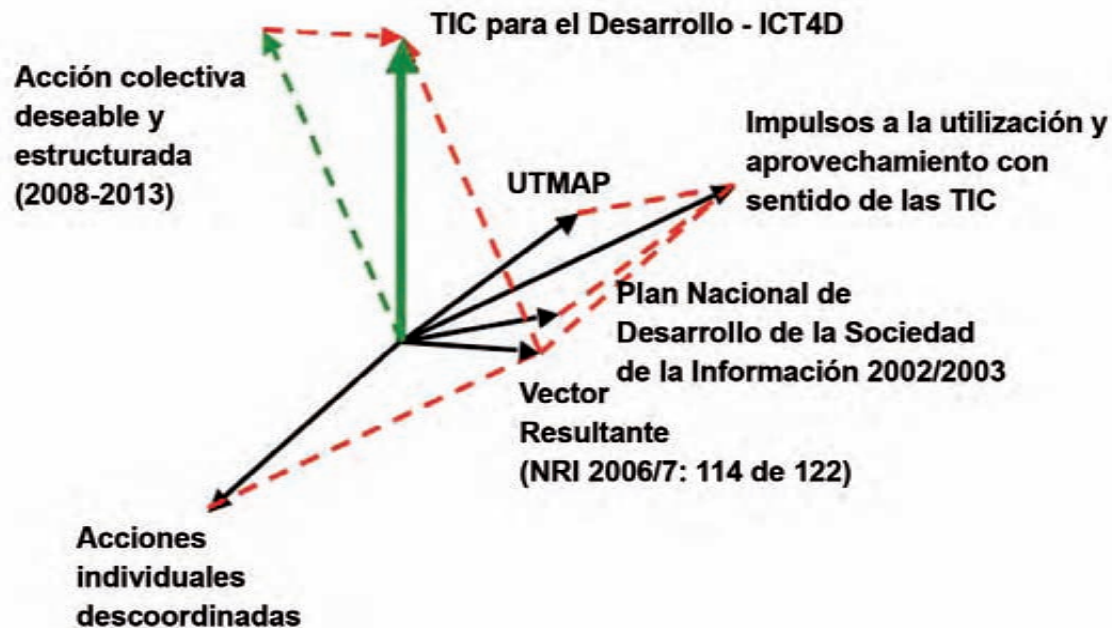 TIC para el Desarrollo - ICT4D
Acción colectiva
deseable y
estructurada
(2008-2013)
Impulsos a la utilización y
aprovechamiento con
sentido de las TIC
UTMAP
Plan Nacional de
Desarrollo de la Sociedad
de la Información 2002/2003
Vector
Resultante
(NRI 2006/7: 114 de 122)
Acciones
individuales
descoordinadas